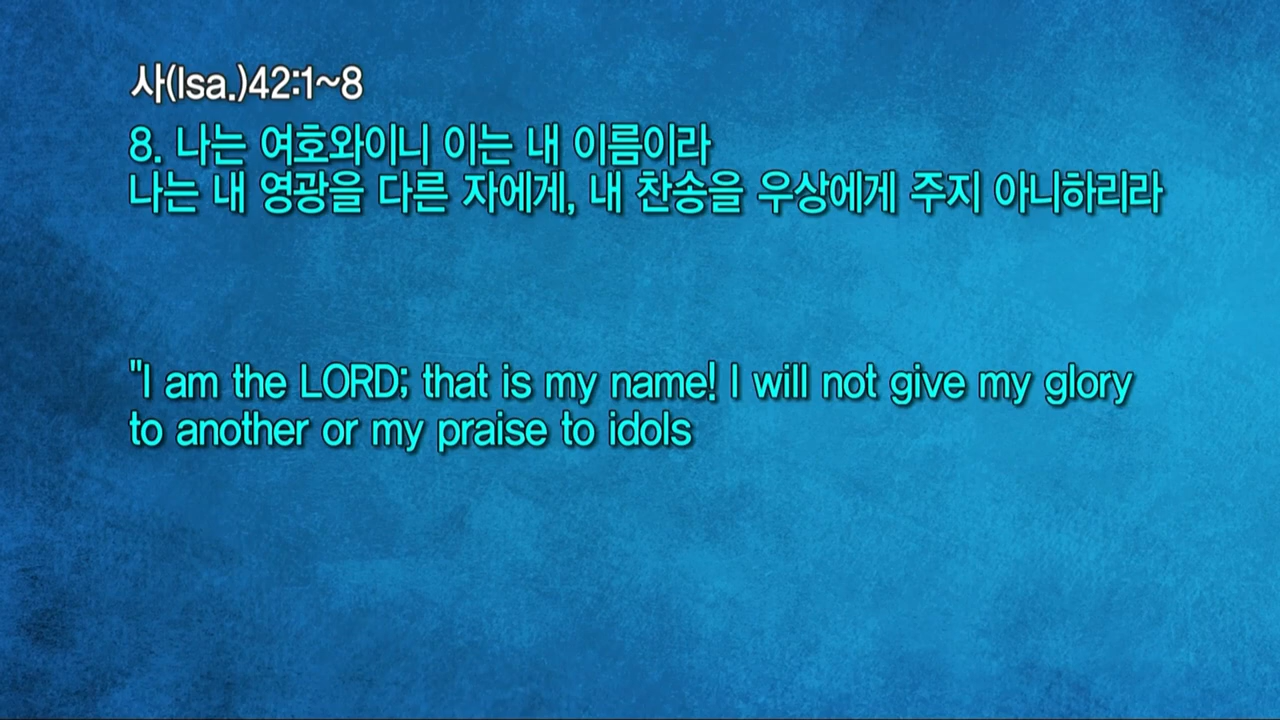 사(Isa.)42:1~8
8. 나는 여호와이니 이는 내 이름이라
나는 내 영광을 다른 자에게, 내 찬송을 우상에게 주지 아니하리라
"I am the LORD; that is my name! I will not give my glory
to another or my praise to idols